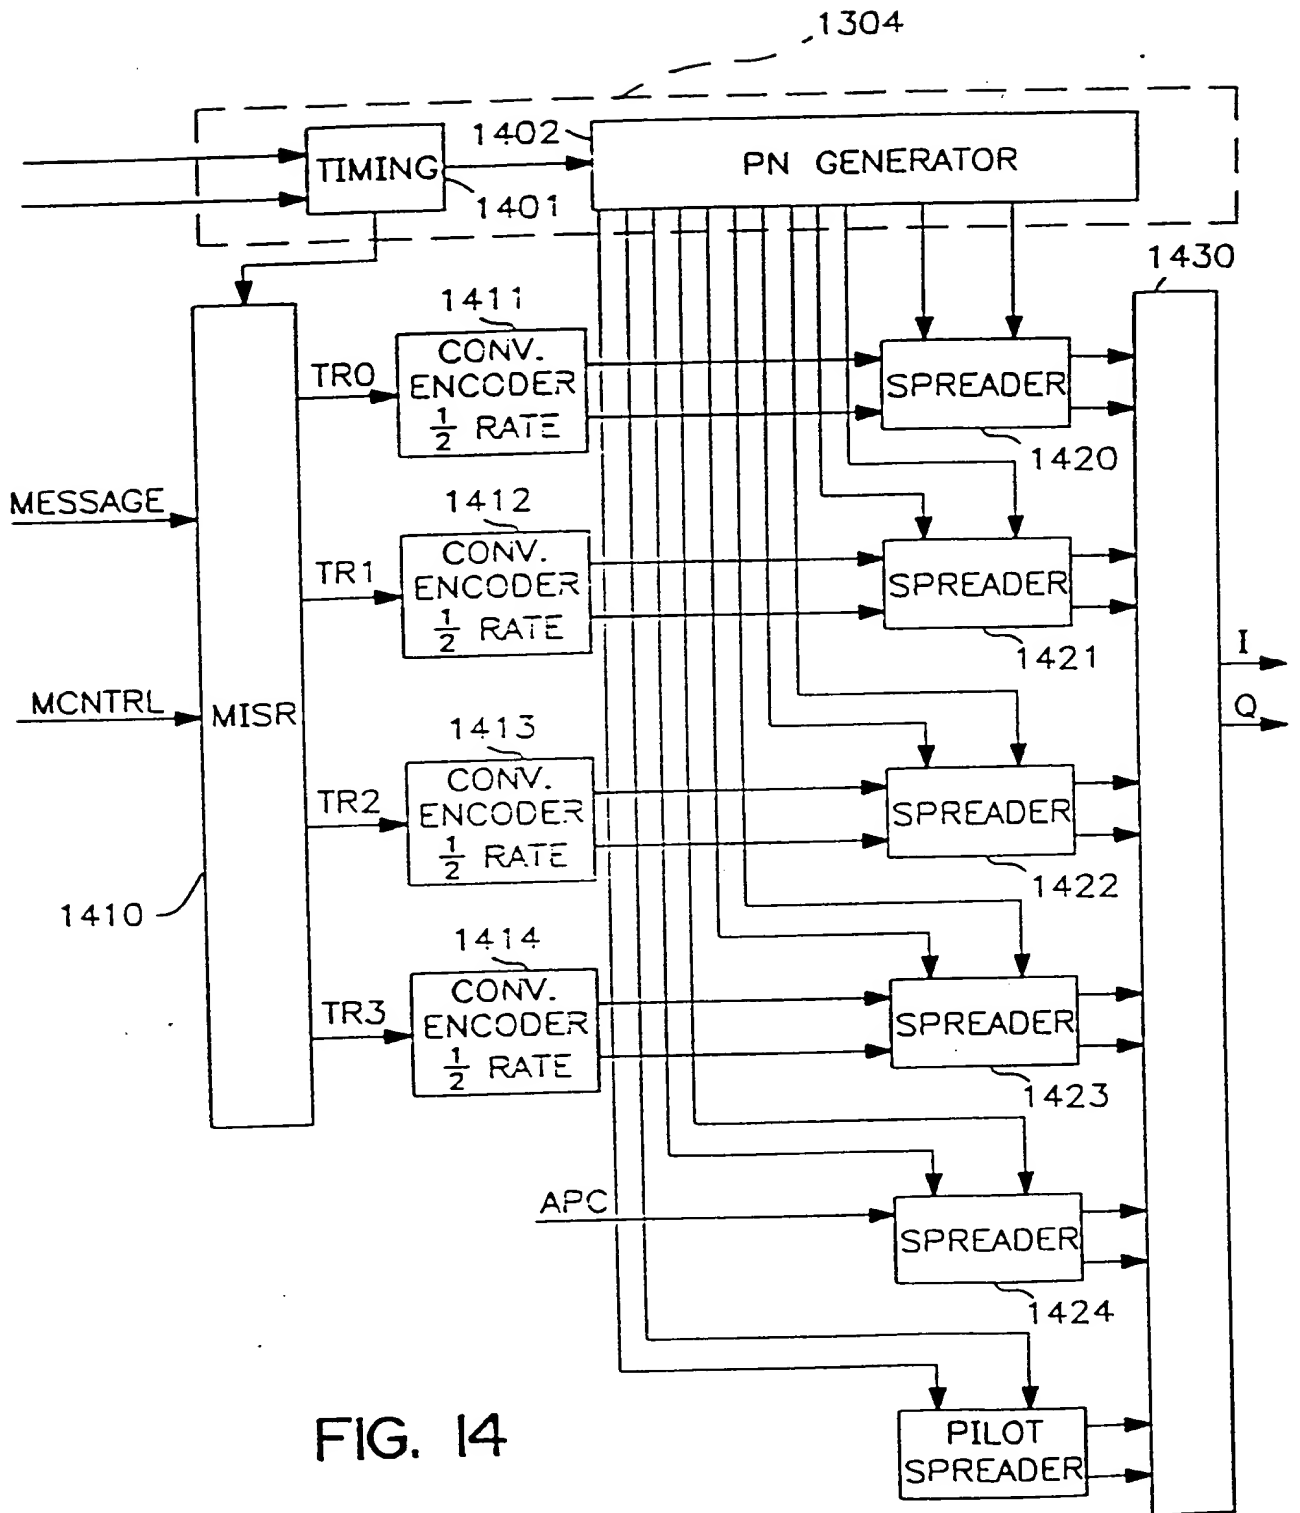 1304
1402
TIMING
PN GENERATOR
1401
1430
1411
TR0
CONV.
ENCODER
1/2 RATE
SPREADER
1420
MESSAGE
1412
TR1
CONV.
ENCODER
1/2 RATE
SPREADER
1421
I
MCNTRL
MISR
Q
1413
TR2
CONV.
ENCODER
1/2 RATE
SPREADER
1422
1410
1414
TR3
CONV.
ENCODER
1/2 RATE
SPREADER
1423
APC
SPREADER
1424
PILOT
SPREADER
FIG. 14